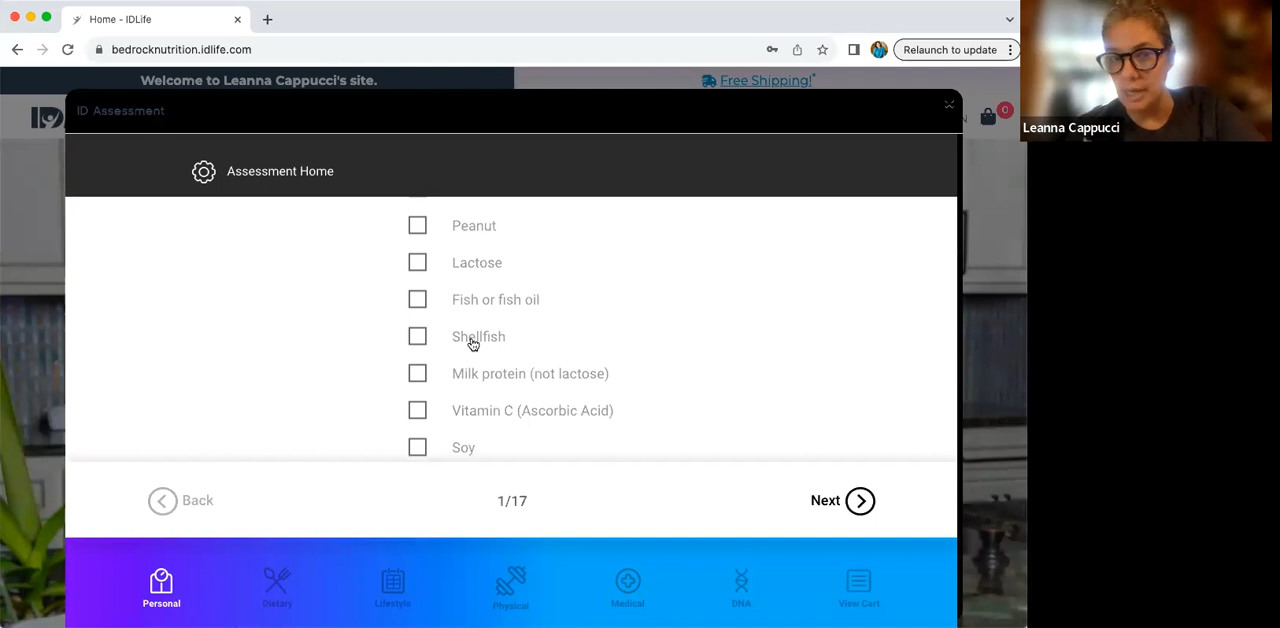 Home - IDLife
bedrocknutrition.idlife.com
Relaunch to update
Welcome to Leanna Cappucci's site.
Free Shipping!*
ID Assessment
0
Leanna Cappucci
Assessment Home
Peanut
Lactose
Fish or fish oil
Shellfish
Milk protein (not lactose)
Vitamin C (Ascorbic Acid)
Soy
Back
1/17
Next
Personal
Dietary
Lifestyle
Physical
Medical
DNA
View Cart